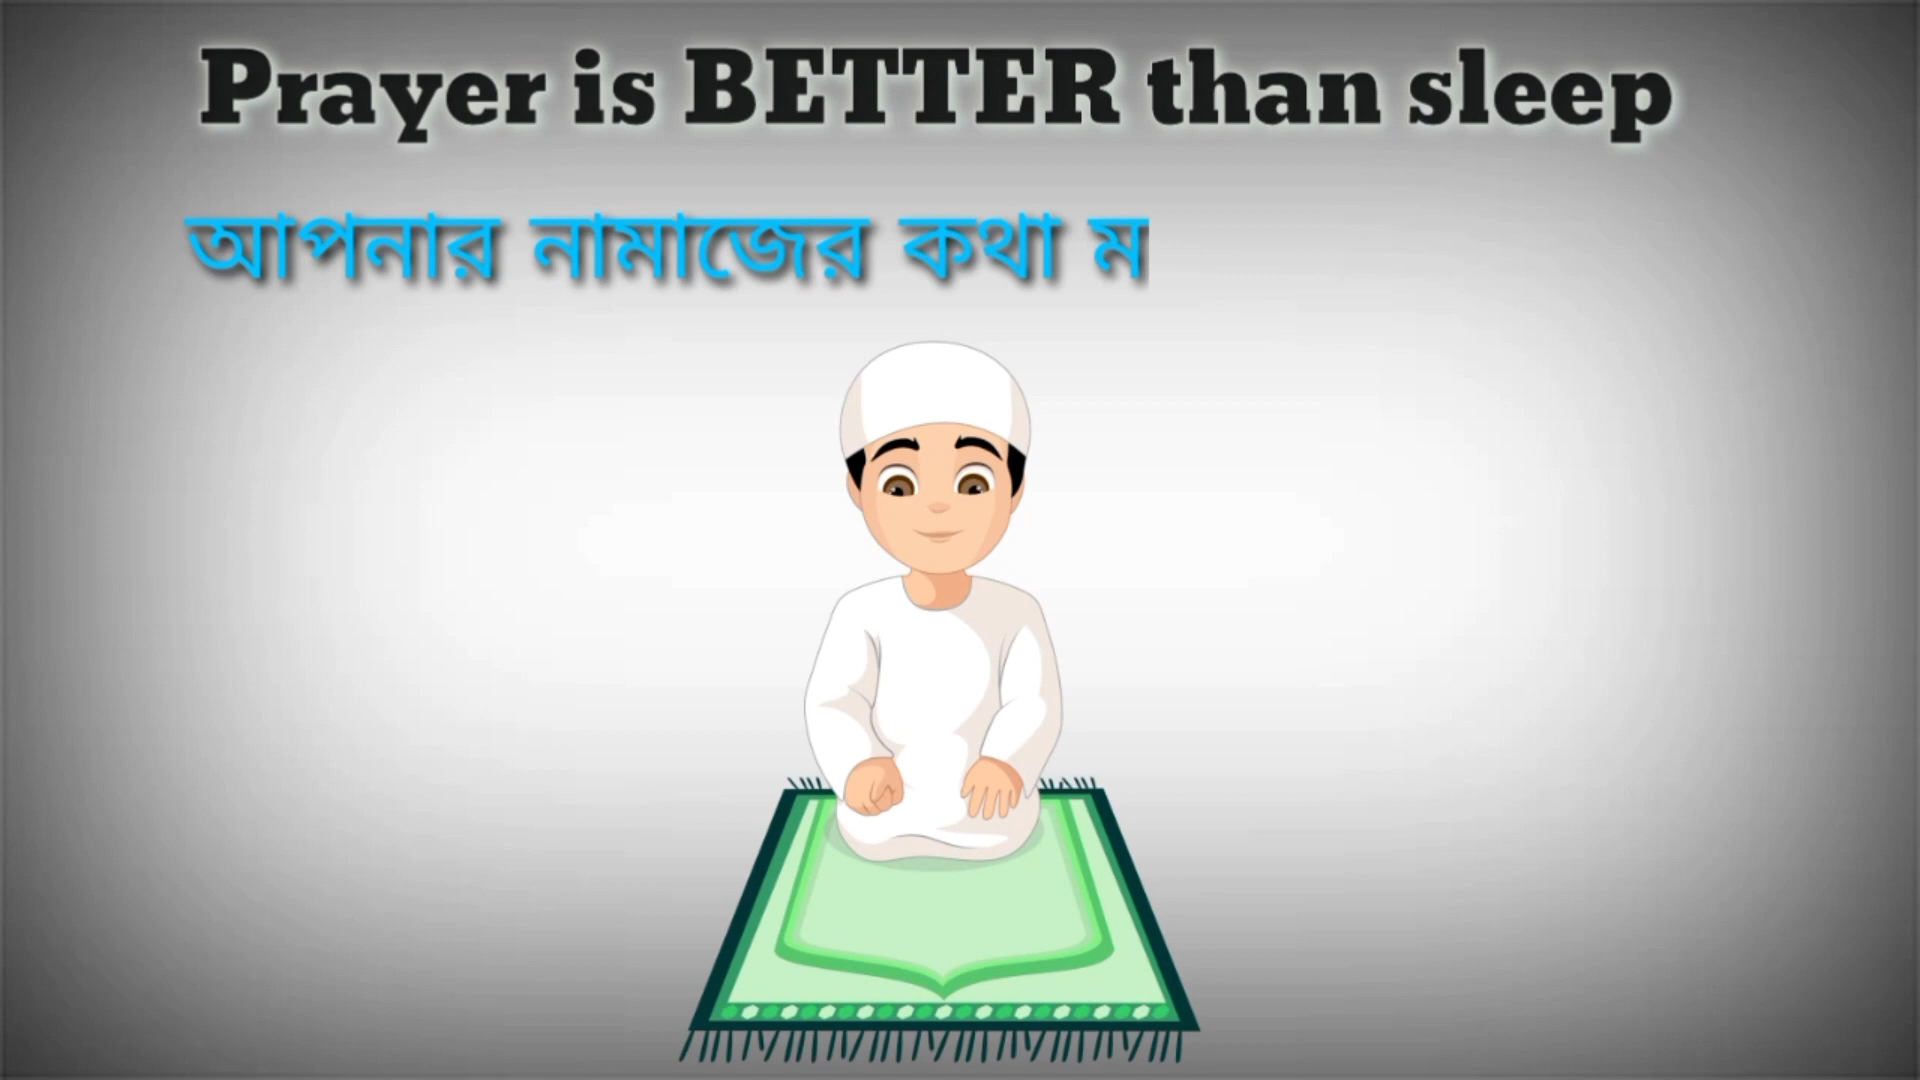 Prayer is BETTER than sleep
আপনার নামাজের কথা ম